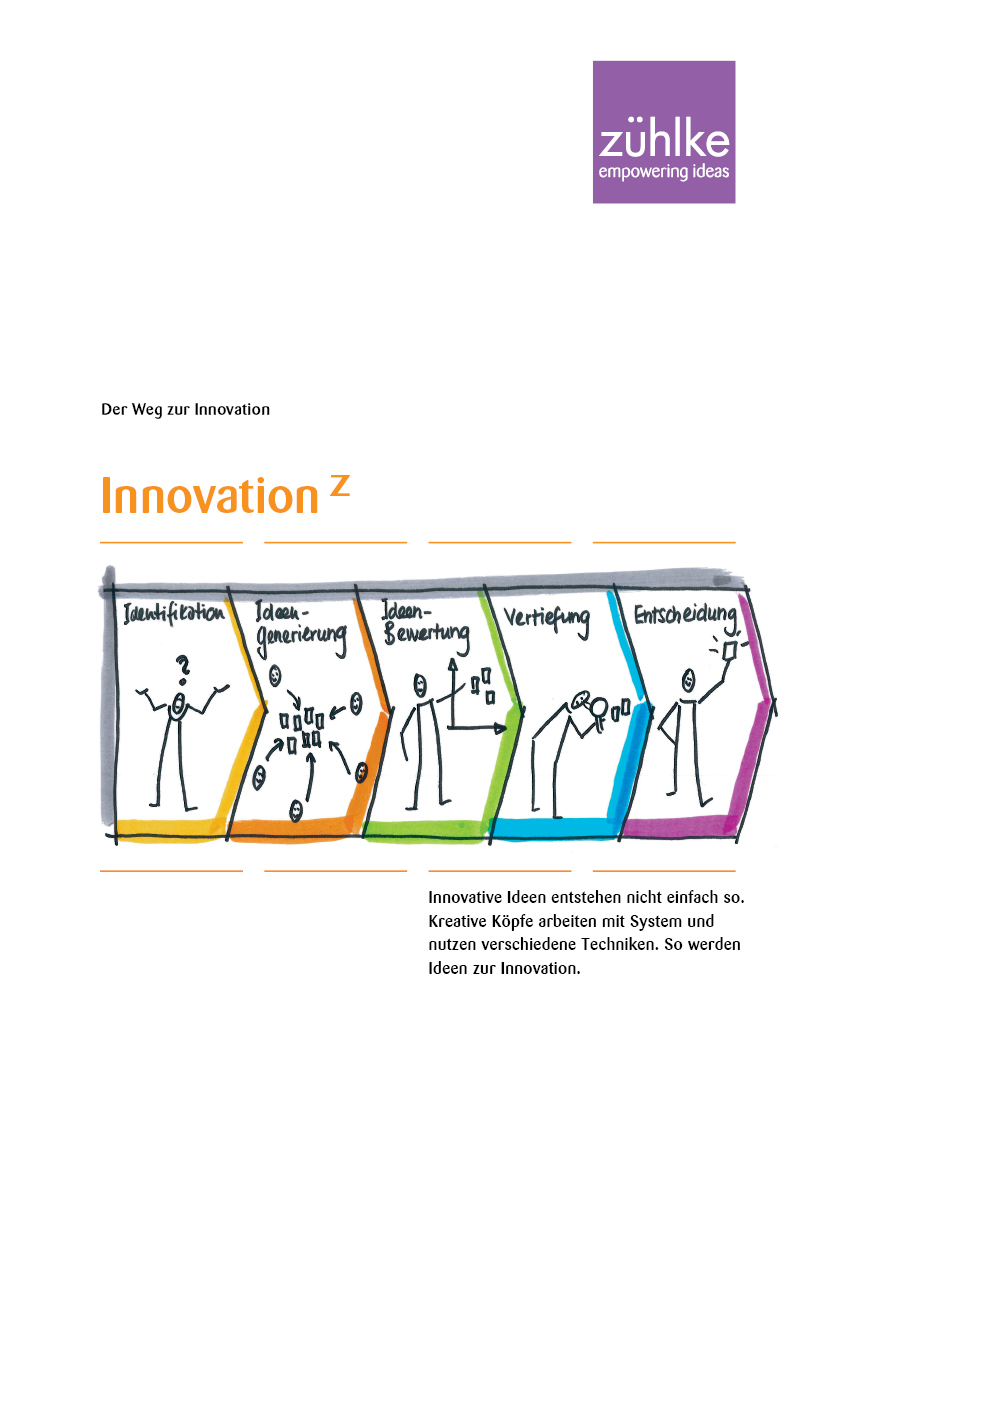 zühlke
empowering ideas
Der Weg zur Innovation
Innovation z
Identifikation
Ideen-
generierung
Ideen-
Bewertung
Vertiefung
Entscheidung
?
Innovative Ideen entstehen nicht einfach so.
Kreative Köpfe arbeiten mit System und
nutzen verschiedene Techniken. So werden
Ideen zur Innovation.